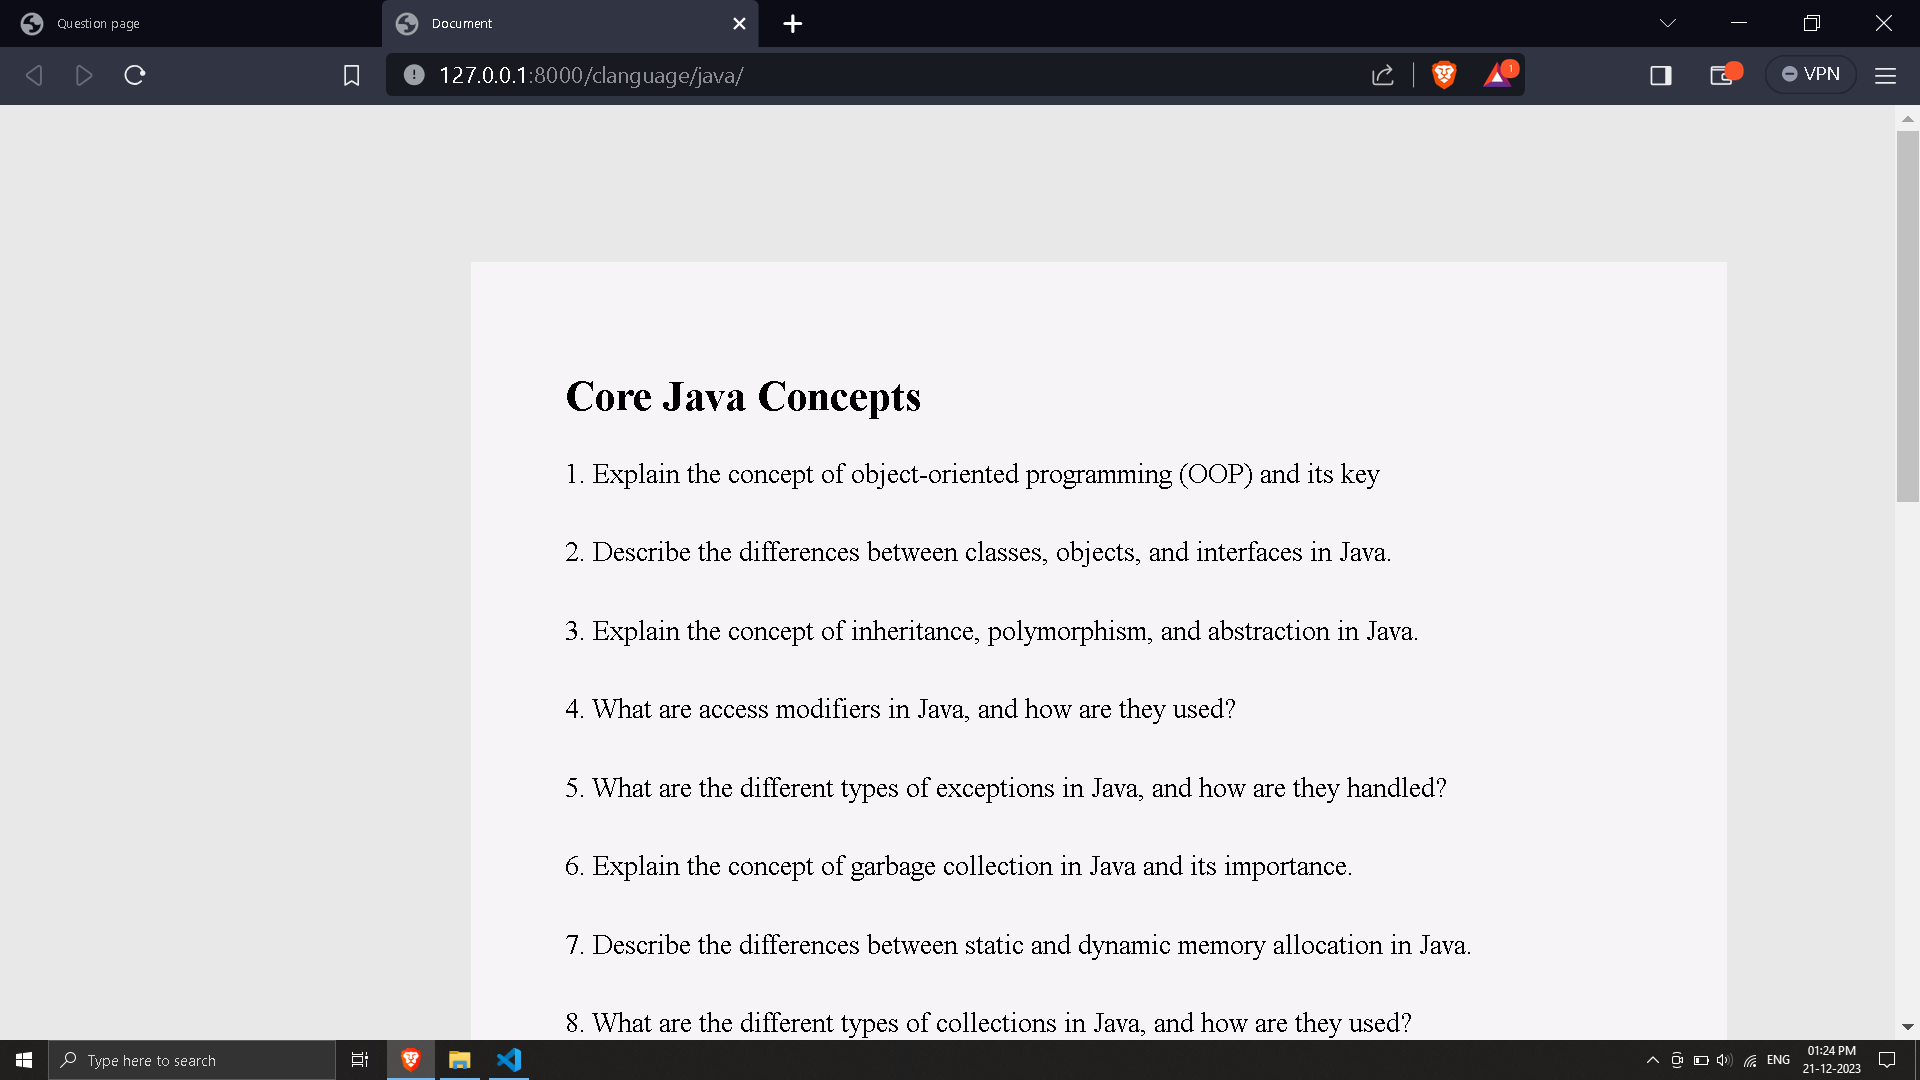 Question page
Document
127.0.0.1:8000/clanguage/java/
1
VPN
Core Java Concepts
1. Explain the concept of object-oriented programming (OOP) and its key
2. Describe the differences between classes, objects, and interfaces in Java.
3. Explain the concept of inheritance, polymorphism, and abstraction in Java.
4. What are access modifiers in Java, and how are they used?
5. What are the different types of exceptions in Java, and how are they handled?
6. Explain the concept of garbage collection in Java and its importance.
7. Describe the differences between static and dynamic memory allocation in Java.
8. What are the different types of collections in Java, and how are they used?
Type here to search
ENG
01:24 PM
21-12-2023